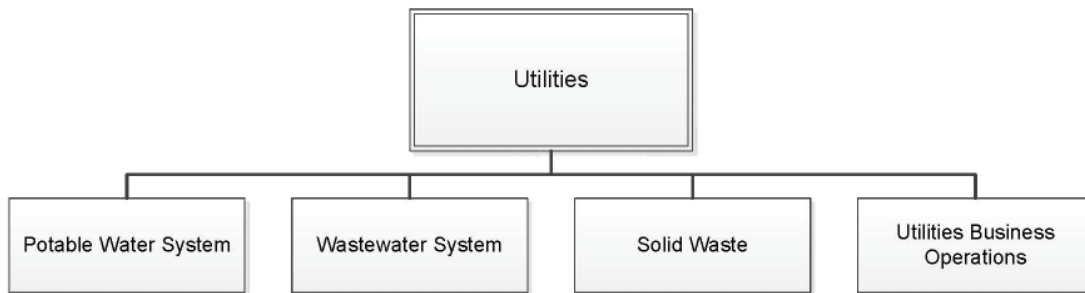 Utilities
Potable Water System
Wastewater System
Solid Waste
Utilities Business
Operations